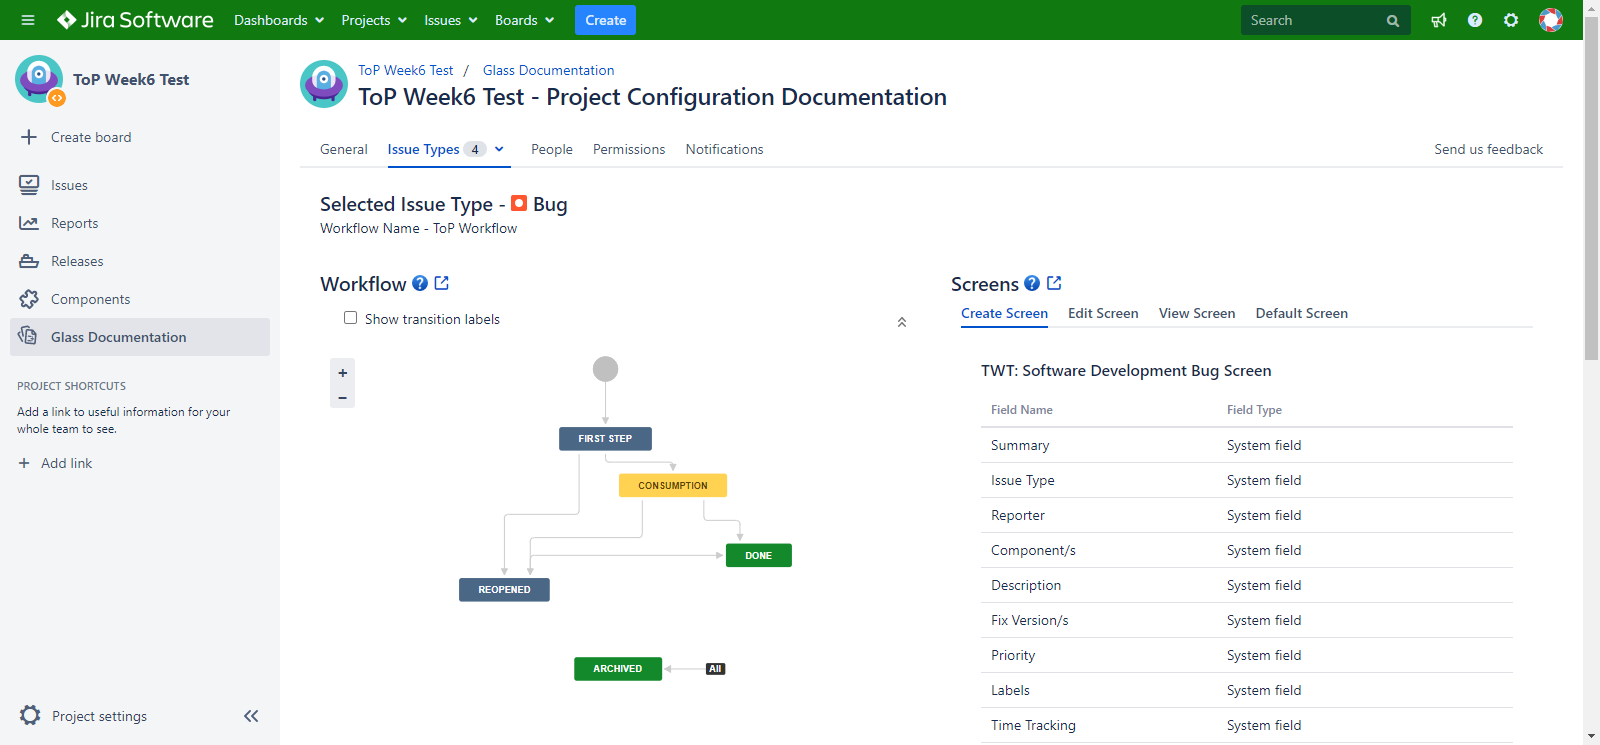 Jira Software Dashboards Projects Issues Boards Create Search
ToP Week6 Test
Create board
Issues
Reports
Releases
Components
Glass Documentation
PROJECT SHORTCUTS
Add a link to useful information for your
whole team to see.
Add link
Project settings
ToP Week6 Test / Glass Documentation
ToP Week6 Test - Project Configuration Documentation
General Issue Types 4 People Permissions Notifications Send us feedback
Selected Issue Type - Bug
Workflow Name - ToP Workflow
Workflow
Show transition labels
FIRST STEP
CONSUMPTION
DONE
REOPENED
ARCHIVED All
Screens
Create Screen Edit Screen View Screen Default Screen
TWT: Software Development Bug Screen
Field Name Field Type
Summary System field
Issue Type System field
Reporter System field
Component/s System field
Description System field
Fix Version/s System field
Priority System field
Labels System field
Time Tracking System field